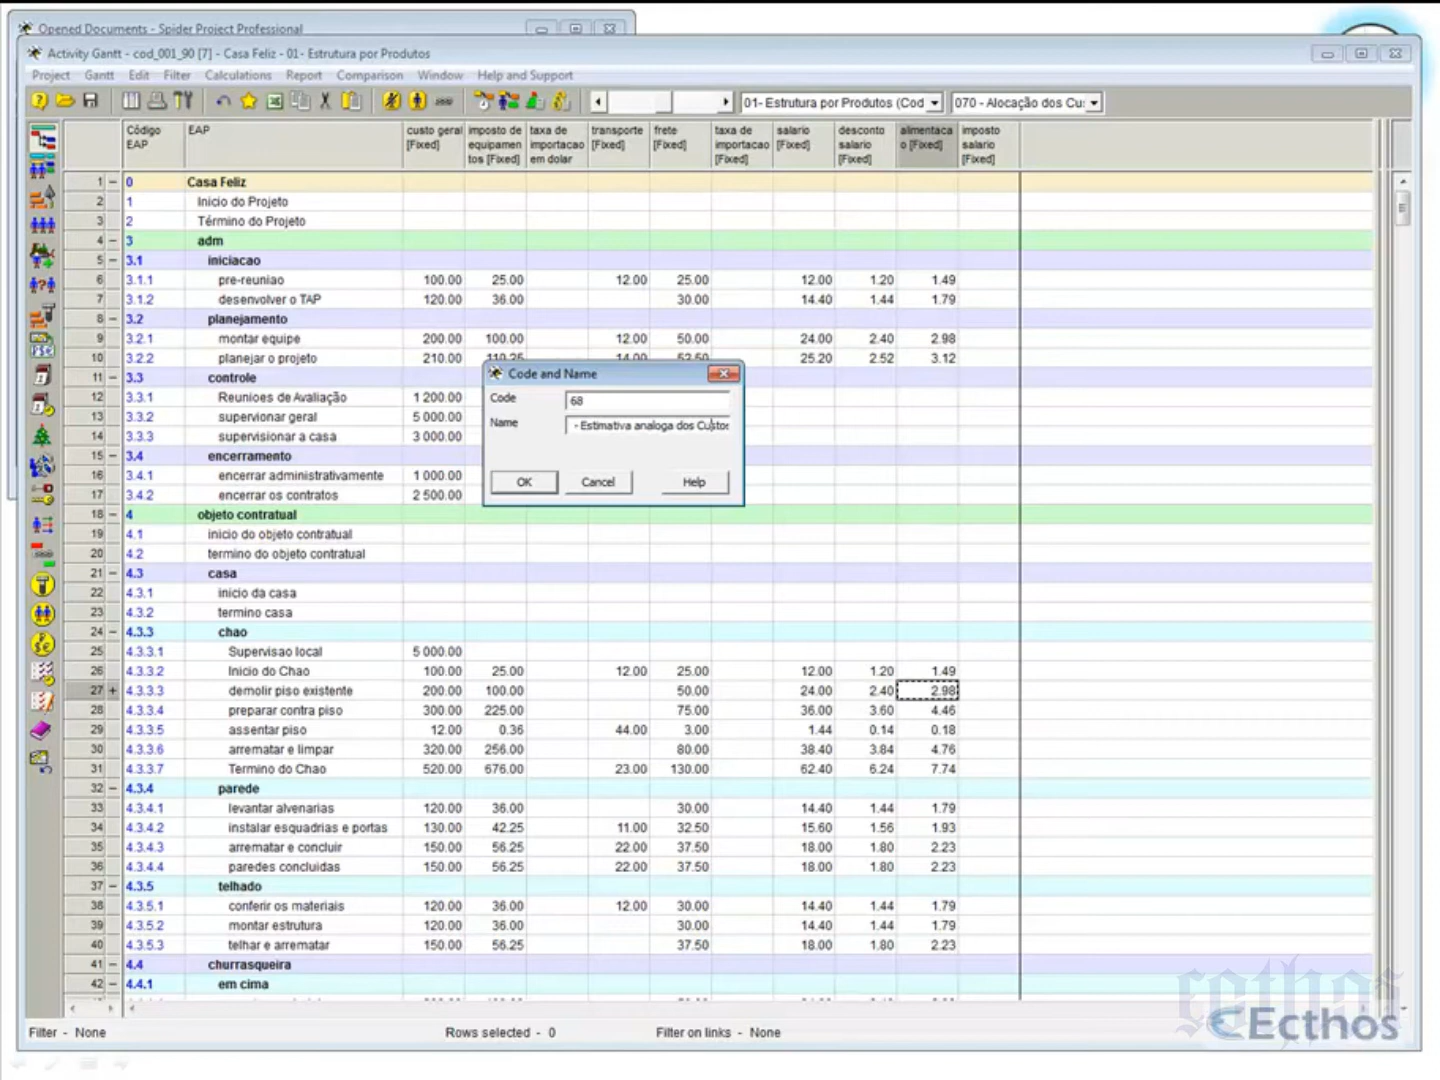 Opened Documents - Spider Project Professional
Activity Gantt - cod_001_90 [7] - Casa Feliz - 01- Estrutura por Produtos
Project Gantt Edit Filter Calculations Report Comparison Window Help and Support
01- Estrutura por Produtos (Cod 070 - Alocação dos Cu:
Código EAP EAP custo geral [Fixed] imposto de equipamen tos [Fixed] taxa de importacao em dolar transporte [Fixed] frete [Fixed] taxa de importacao [Fixed] salario [Fixed] desconto salario [Fixed] alimentaca o [Fixed] imposto salario [Fixed]
1 - 0 Casa Feliz
2 1 Inicio do Projeto
3 2 Término do Projeto
4 - 3 adm
5 - 3.1 iniciacao
6 3.1.1 pre-reuniao 100.00 25.00 12.00 25.00 12.00 1.20 1.49
7 3.1.2 desenvolver o TAP 120.00 36.00 30.00 14.40 1.44 1.79
8 - 3.2 planejamento
9 3.2.1 montar equipe 200.00 100.00 12.00 50.00 24.00 2.40 2.98
10 3.2.2 planejar o projeto 210.00 110.25 14.00 52.50 25.20 2.52 3.12
11 - 3.3 controle
12 3.3.1 Reunioes de Avaliação 1 200.00
13 3.3.2 supervionar geral 5 000.00
14 3.3.3 supervisionar a casa 3 000.00
15 - 3.4 encerramento
16 3.4.1 encerrar administrativamente 1 000.00
17 3.4.2 encerrar os contratos 2 500.00
Code and Name
Code 68
Name - Estimativa analoga dos Custos
OK Cancel Help
18 - 4 objeto contratual
19 4.1 inicio do objeto contratual
20 4.2 termino do objeto contratual
21 - 4.3 casa
22 4.3.1 inicio da casa
23 4.3.2 termino casa
24 - 4.3.3 chao
25 4.3.3.1 Supervisao local 5 000.00
26 4.3.3.2 Inicio do Chao 100.00 25.00 12.00 25.00 12.00 1.20 1.49
27 + 4.3.3.3 demolir piso existente 200.00 100.00 50.00 24.00 2.40 2.98
28 4.3.3.4 preparar contra piso 300.00 225.00 75.00 36.00 3.60 4.46
29 4.3.3.5 assentar piso 12.00 0.36 44.00 3.00 1.44 0.14 0.18
30 4.3.3.6 arrematar e limpar 320.00 256.00 80.00 38.40 3.84 4.76
31 4.3.3.7 Termino do Chao 520.00 676.00 23.00 130.00 62.40 6.24 7.74
32 - 4.3.4 parede
33 4.3.4.1 levantar alvenarias 120.00 36.00 30.00 14.40 1.44 1.79
34 4.3.4.2 instalar esquadrias e portas 130.00 42.25 11.00 32.50 15.60 1.56 1.93
35 4.3.4.3 arrematar e concluir 150.00 56.25 22.00 37.50 18.00 1.80 2.23
36 4.3.4.4 paredes concluidas 150.00 56.25 22.00 37.50 18.00 1.80 2.23
37 - 4.3.5 telhado
38 4.3.5.1 conferir os materiais 120.00 36.00 12.00 30.00 14.40 1.44 1.79
39 4.3.5.2 montar estrutura 120.00 36.00 30.00 14.40 1.44 1.79
40 4.3.5.3 telhar e arrematar 150.00 56.25 37.50 18.00 1.80 2.23
41 - 4.4 churrasqueira
42 - 4.4.1 em cima
Filter - None Rows selected - 0 Filter on links - None
ecthos
Ecthos